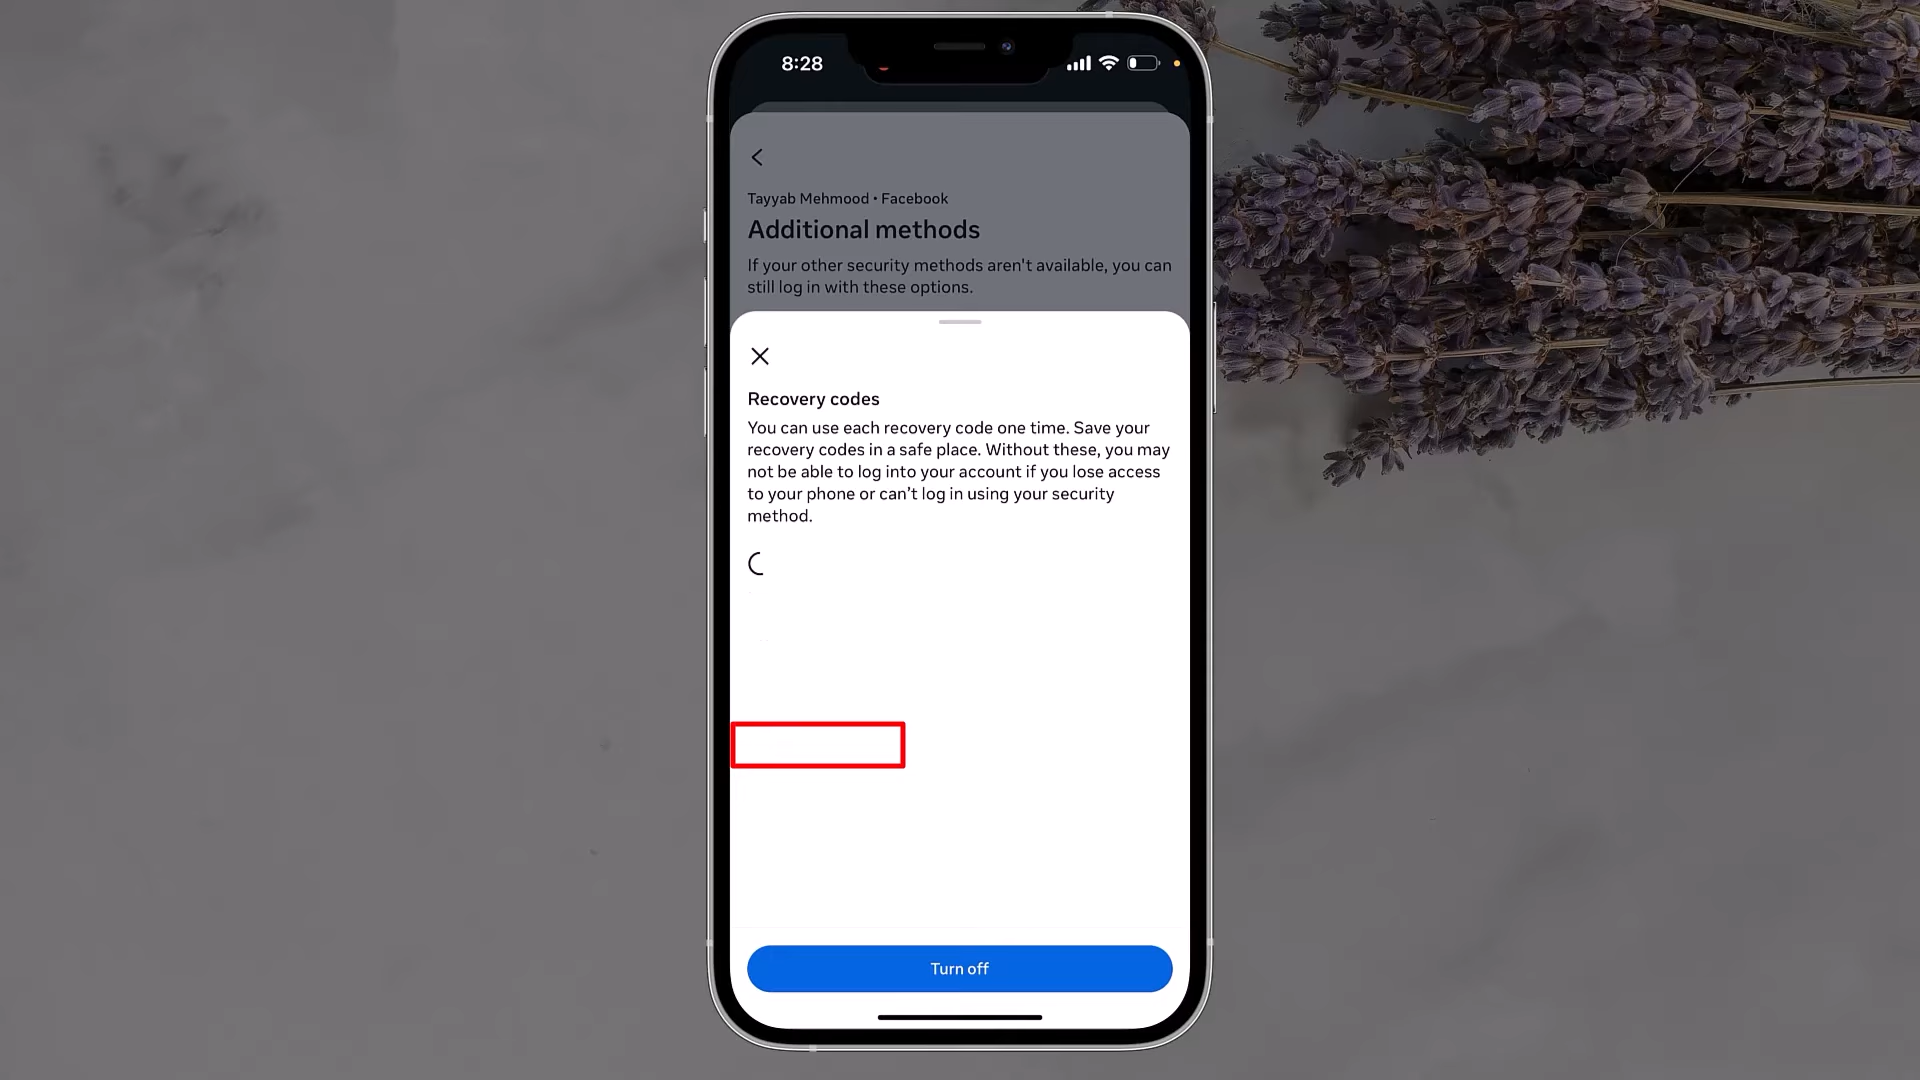 8:28
Tayyab Mehmood • Facebook
Additional methods
If your other security methods aren't available, you can
still log in with these options.
Recovery codes
You can use each recovery code one time. Save your
recovery codes in a safe place. Without these, you may
not be able to log into your account if you lose access
to your phone or can’t log in using your security
method.
Turn off